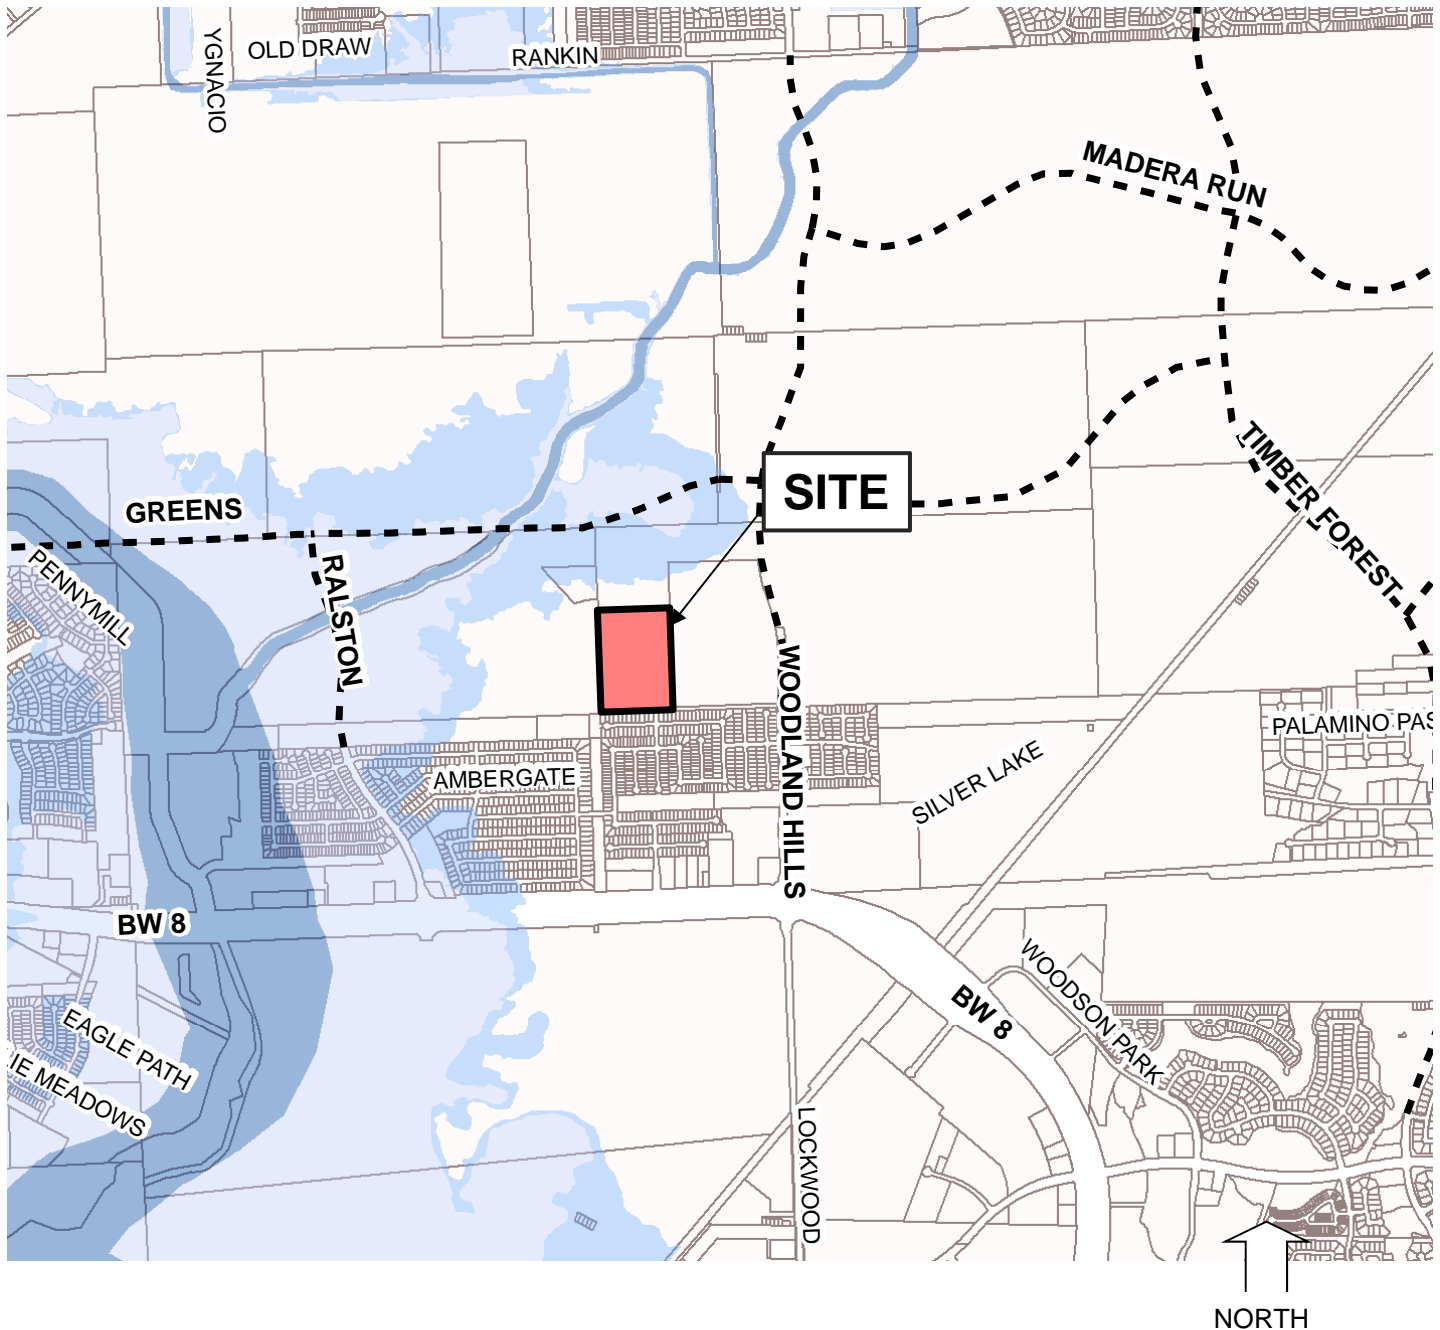 YGNACIO
OLD DRAW
RANKIN
MADERA RUN
TIMBER FOREST
SITE
GREENS
PENNYMILL
RALSTON
WOODLAND HILLS
PALAMINO PAS
AMBERGATE
SILVER LAKE
BW 8
BW 8
WOODSON PARK
EAGLE PATH
LIE MEADOWS
LOCKWOOD
NORTH